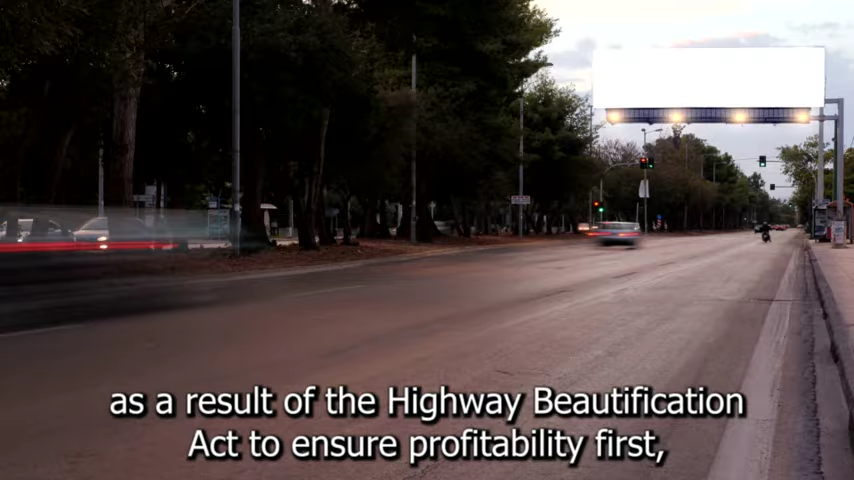 as a result of the Highway Beautification
Act to ensure profitability first,